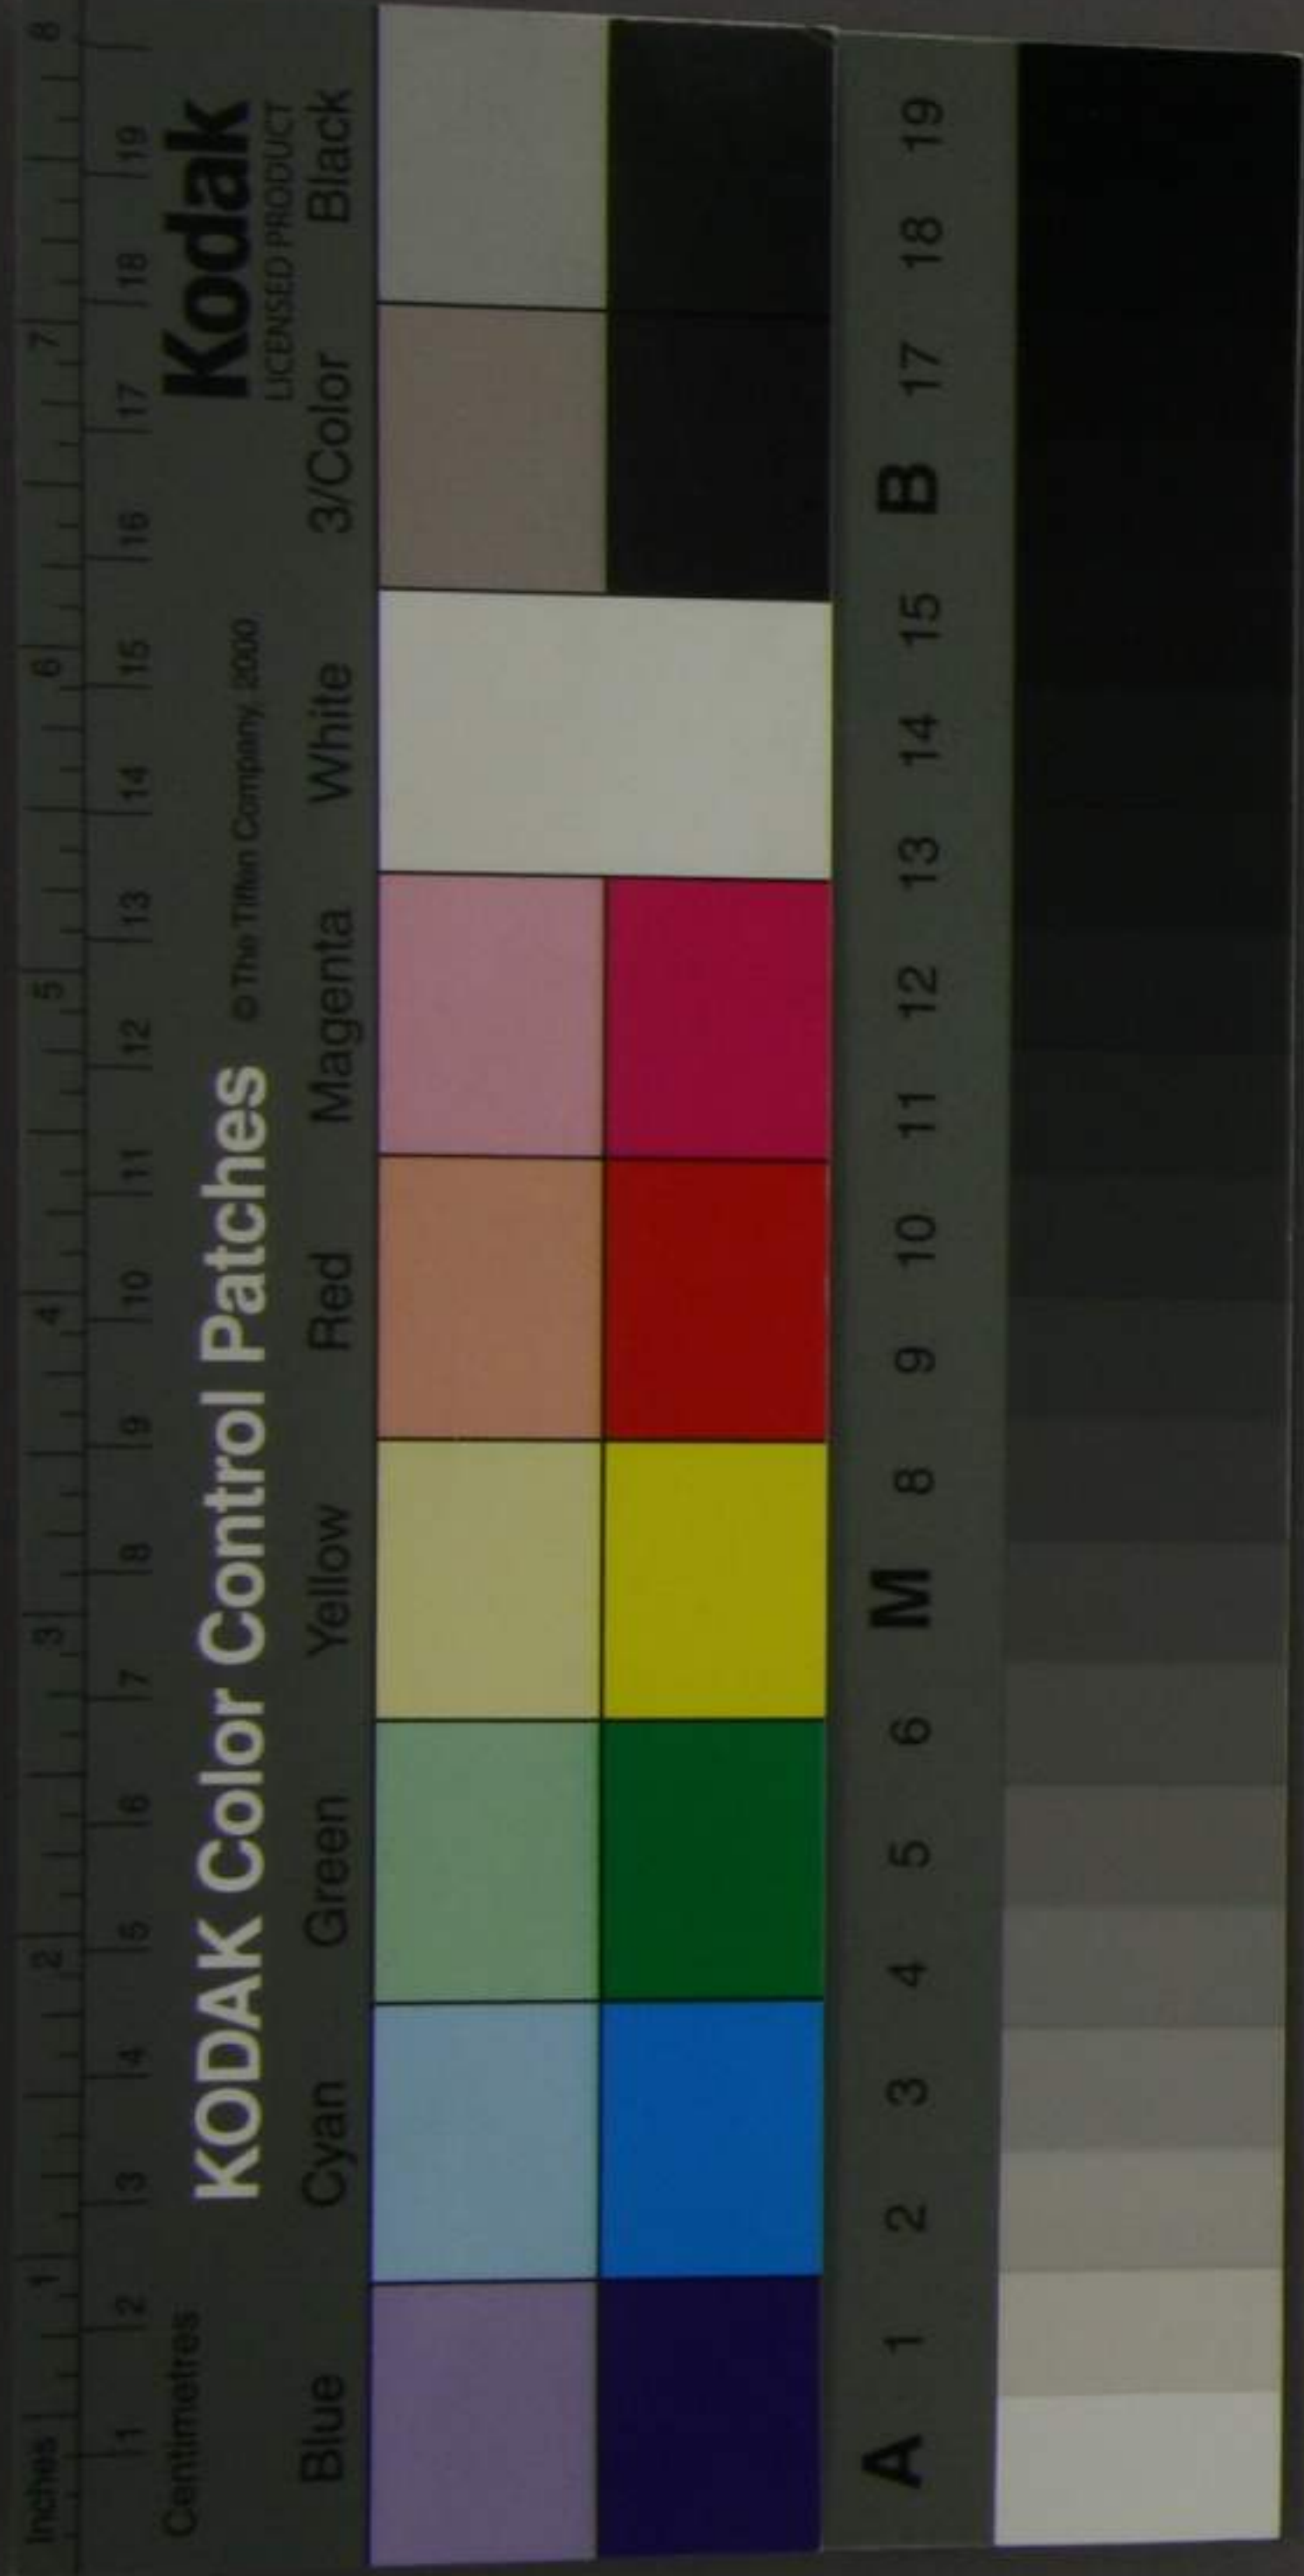 Inches 1 2 3 4 5 6 7 8
1 2 3 4 5 6 7 8 9 10 11 12 13 14 15 16 17 18 19
Centimetres
KODAK Color Control Patches © The Tiffen Company, 2000 Kodak
LICENSED PRODUCT
Blue Cyan Green Yellow Red Magenta White 3/Color Black
A 1 2 3 4 5 6 M 8 9 10 11 12 13 14 15 B 17 18 19